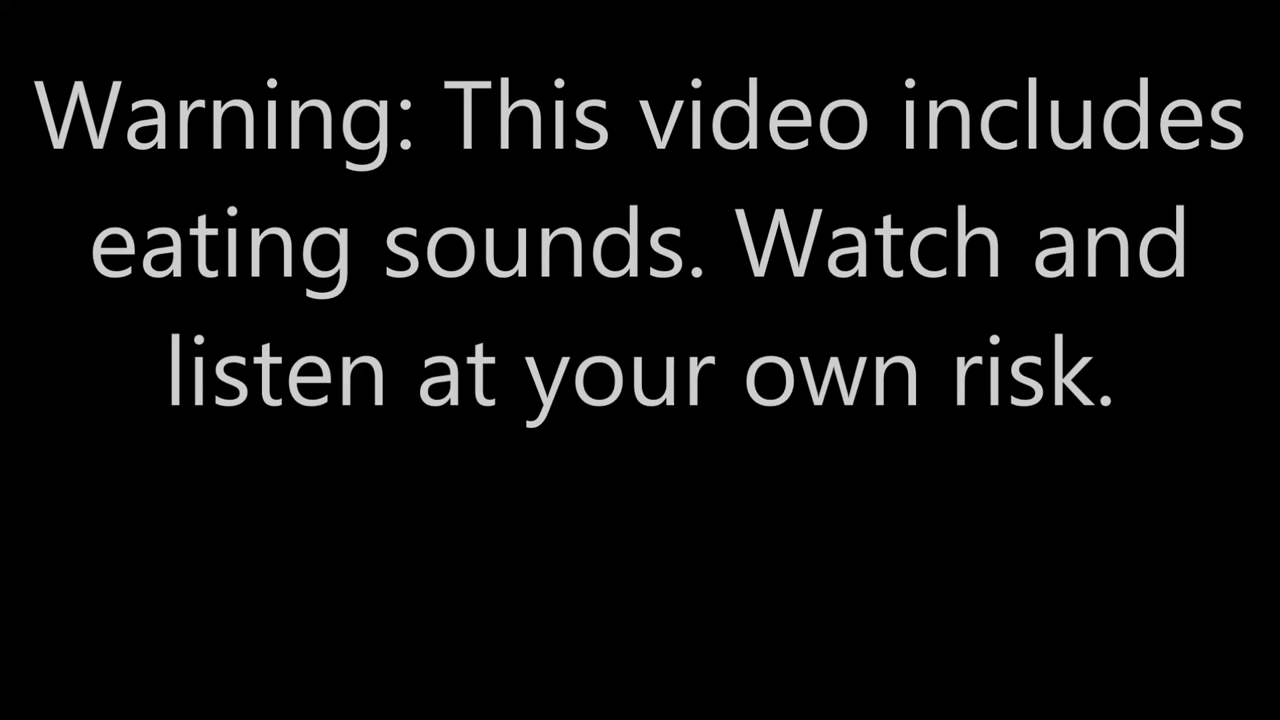 Warning: This video includes
eating sounds. Watch and
listen at your own risk.